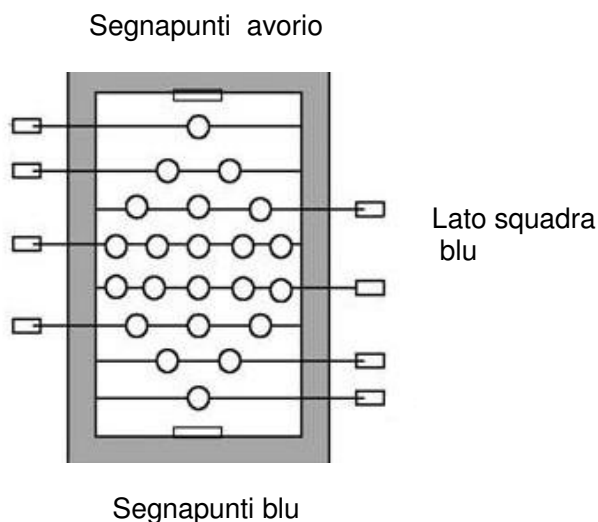 Segnapunti avorio
Lato squadra
blu
Segnapunti blu